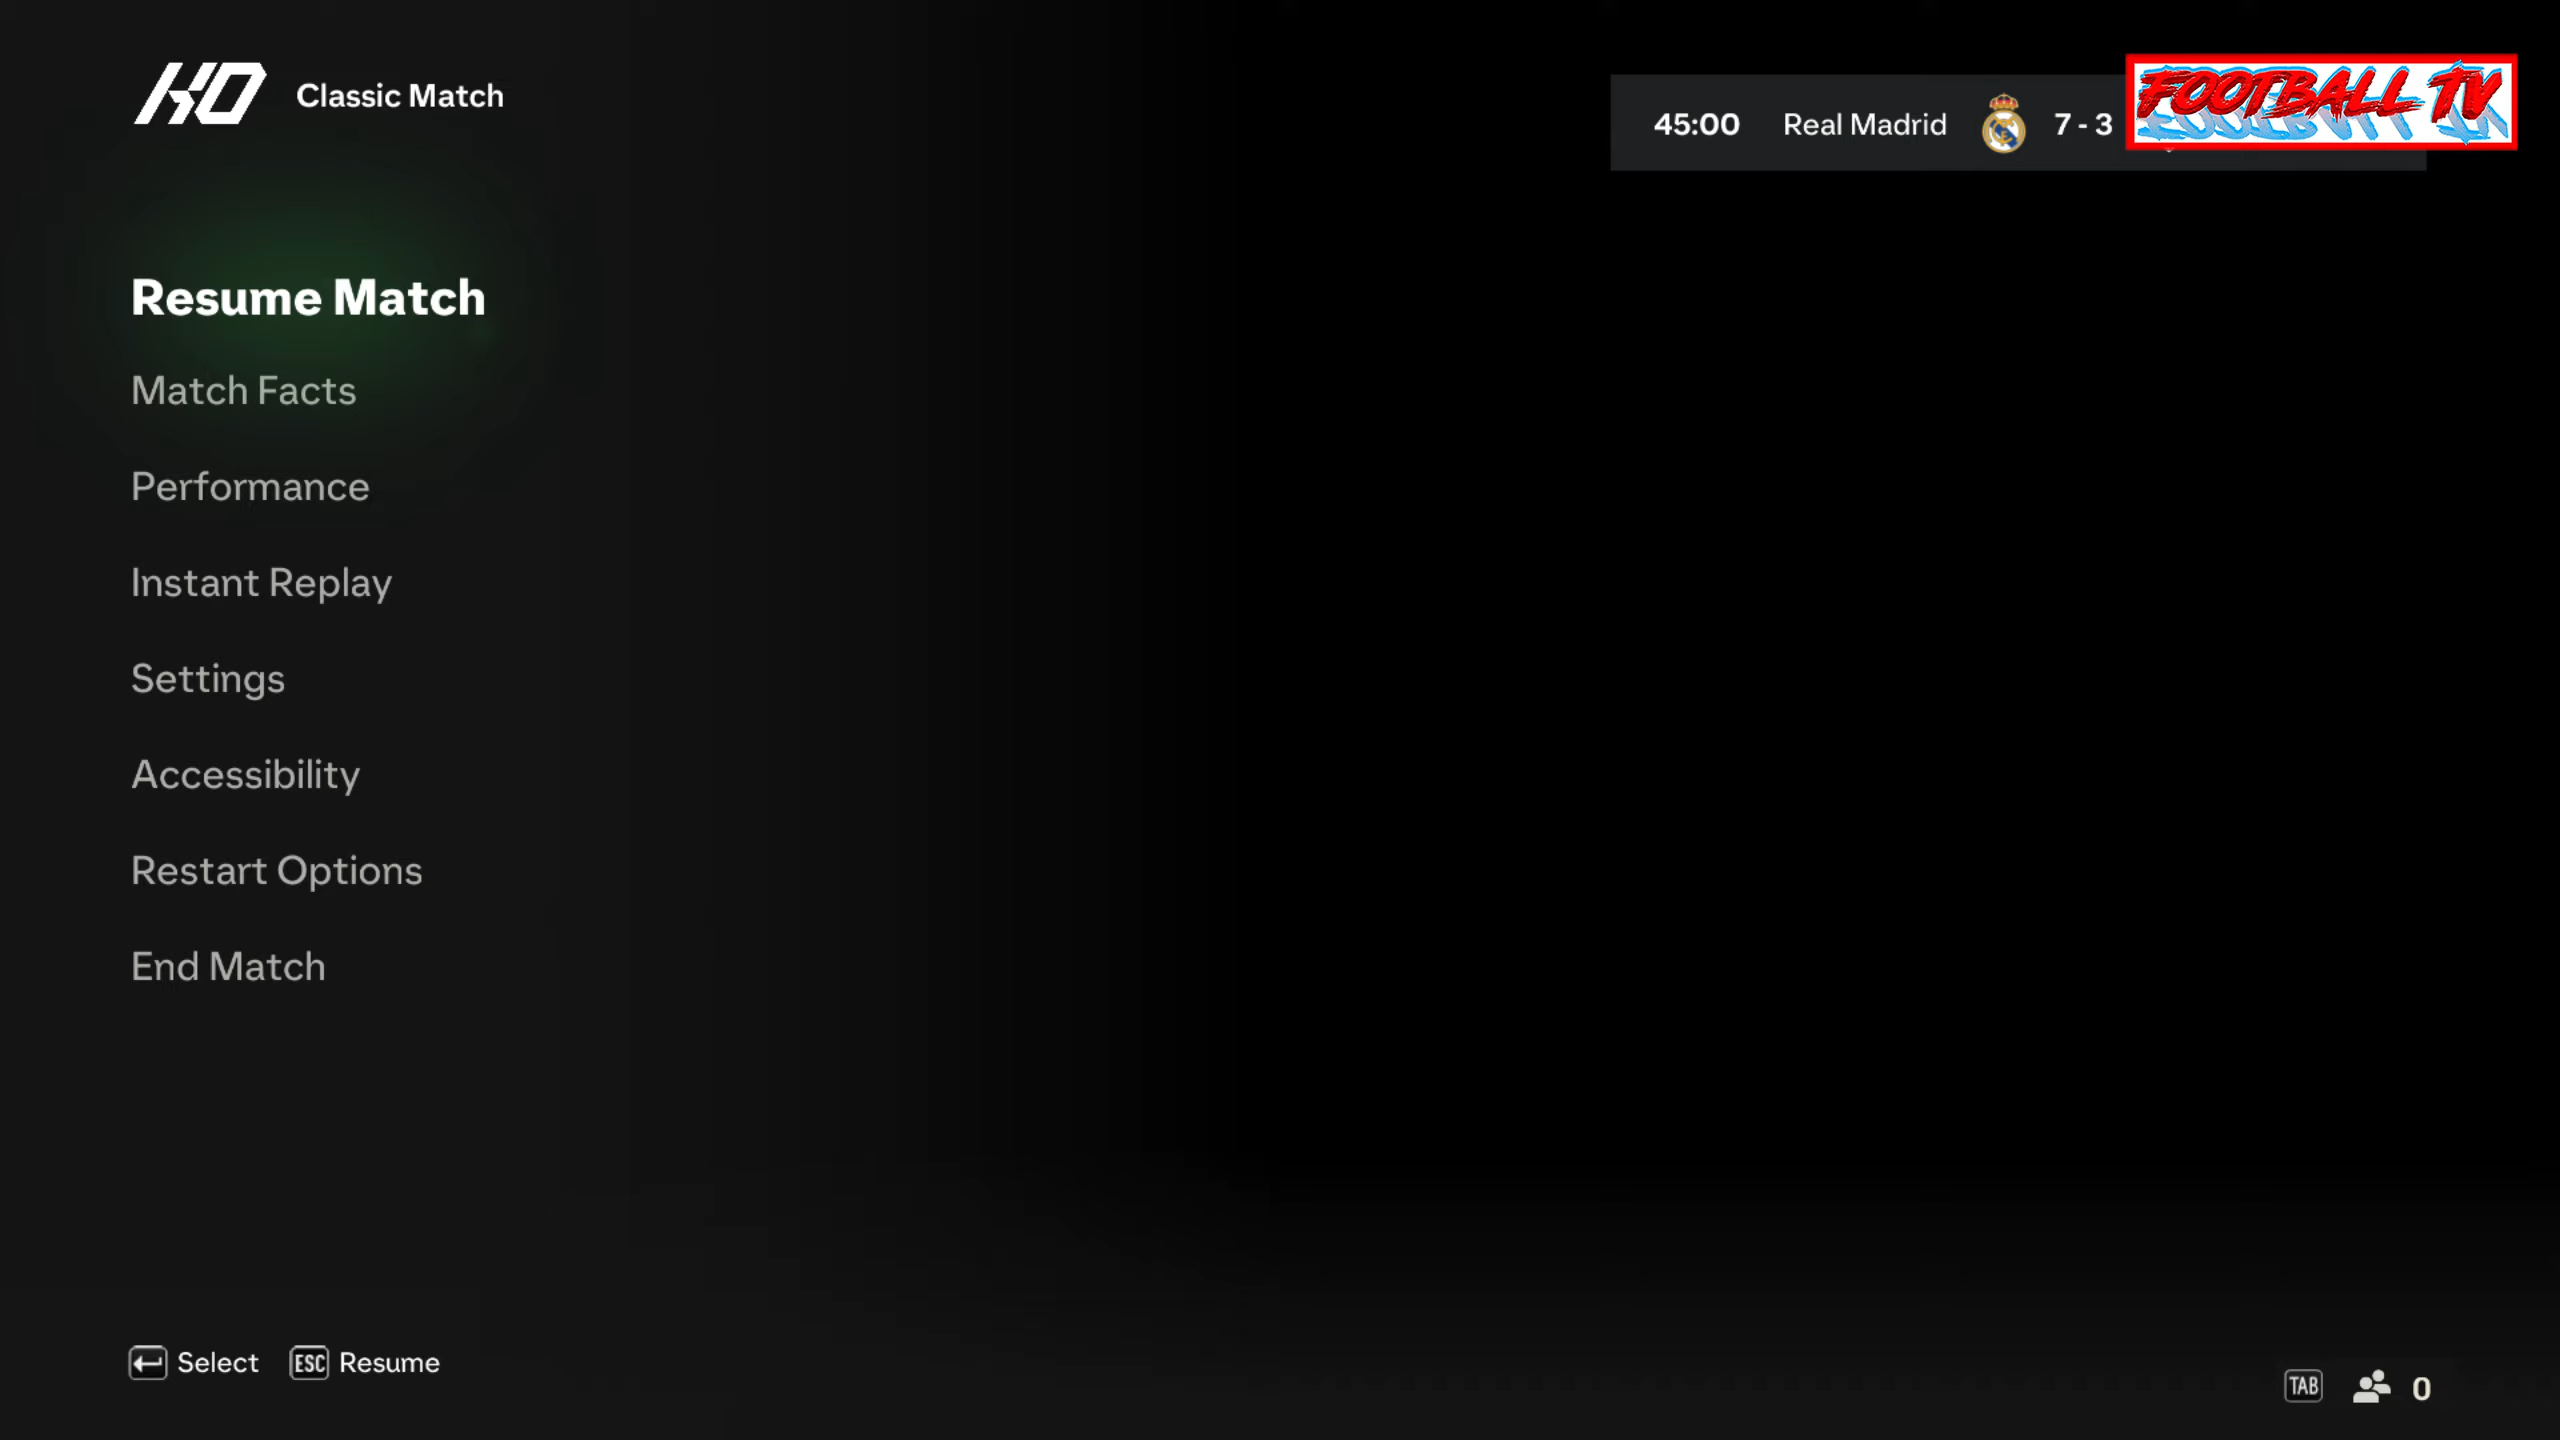 KO Classic Match
45:00 Real Madrid 7 - 3
FOOTBALL TV
Resume Match
Match Facts
Performance
Instant Replay
Settings
Accessibility
Restart Options
End Match
Select ESC Resume
TAB 0